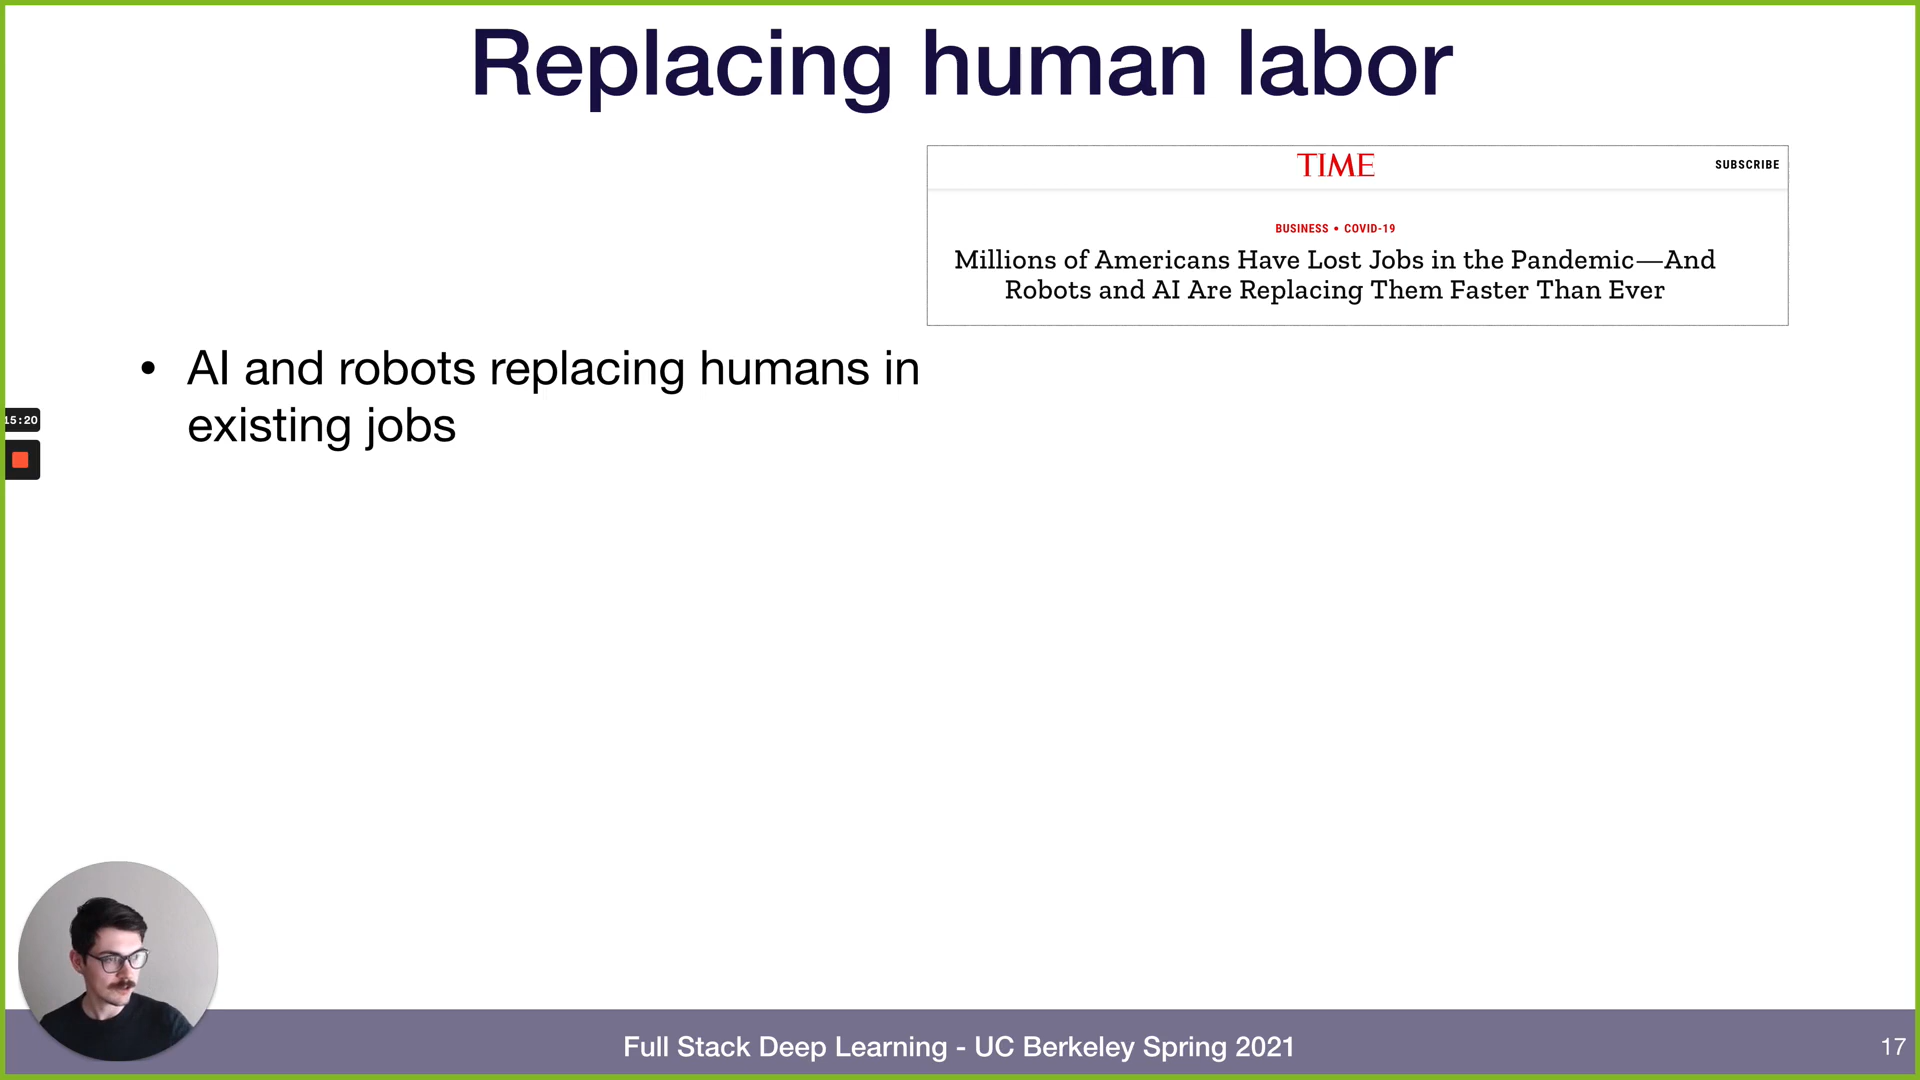 Replacing human labor
TIME
SUBSCRIBE
BUSINESS • COVID-19
Millions of Americans Have Lost Jobs in the Pandemic—And
Robots and AI Are Replacing Them Faster Than Ever
• AI and robots replacing humans in
existing jobs
15:20
Full Stack Deep Learning - UC Berkeley Spring 2021
17